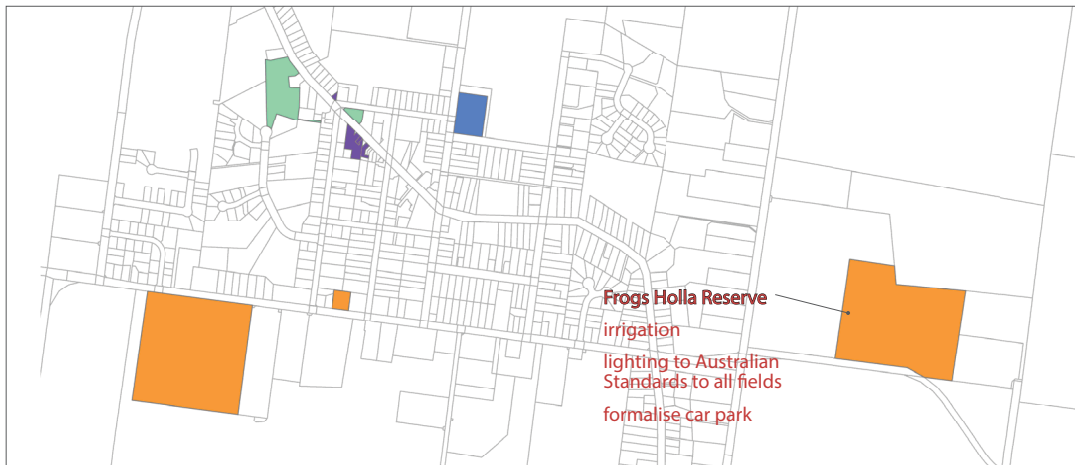 Frogs Holla Reserve
irrigation
lighting to Australian
Standards to all fields
formalise car park